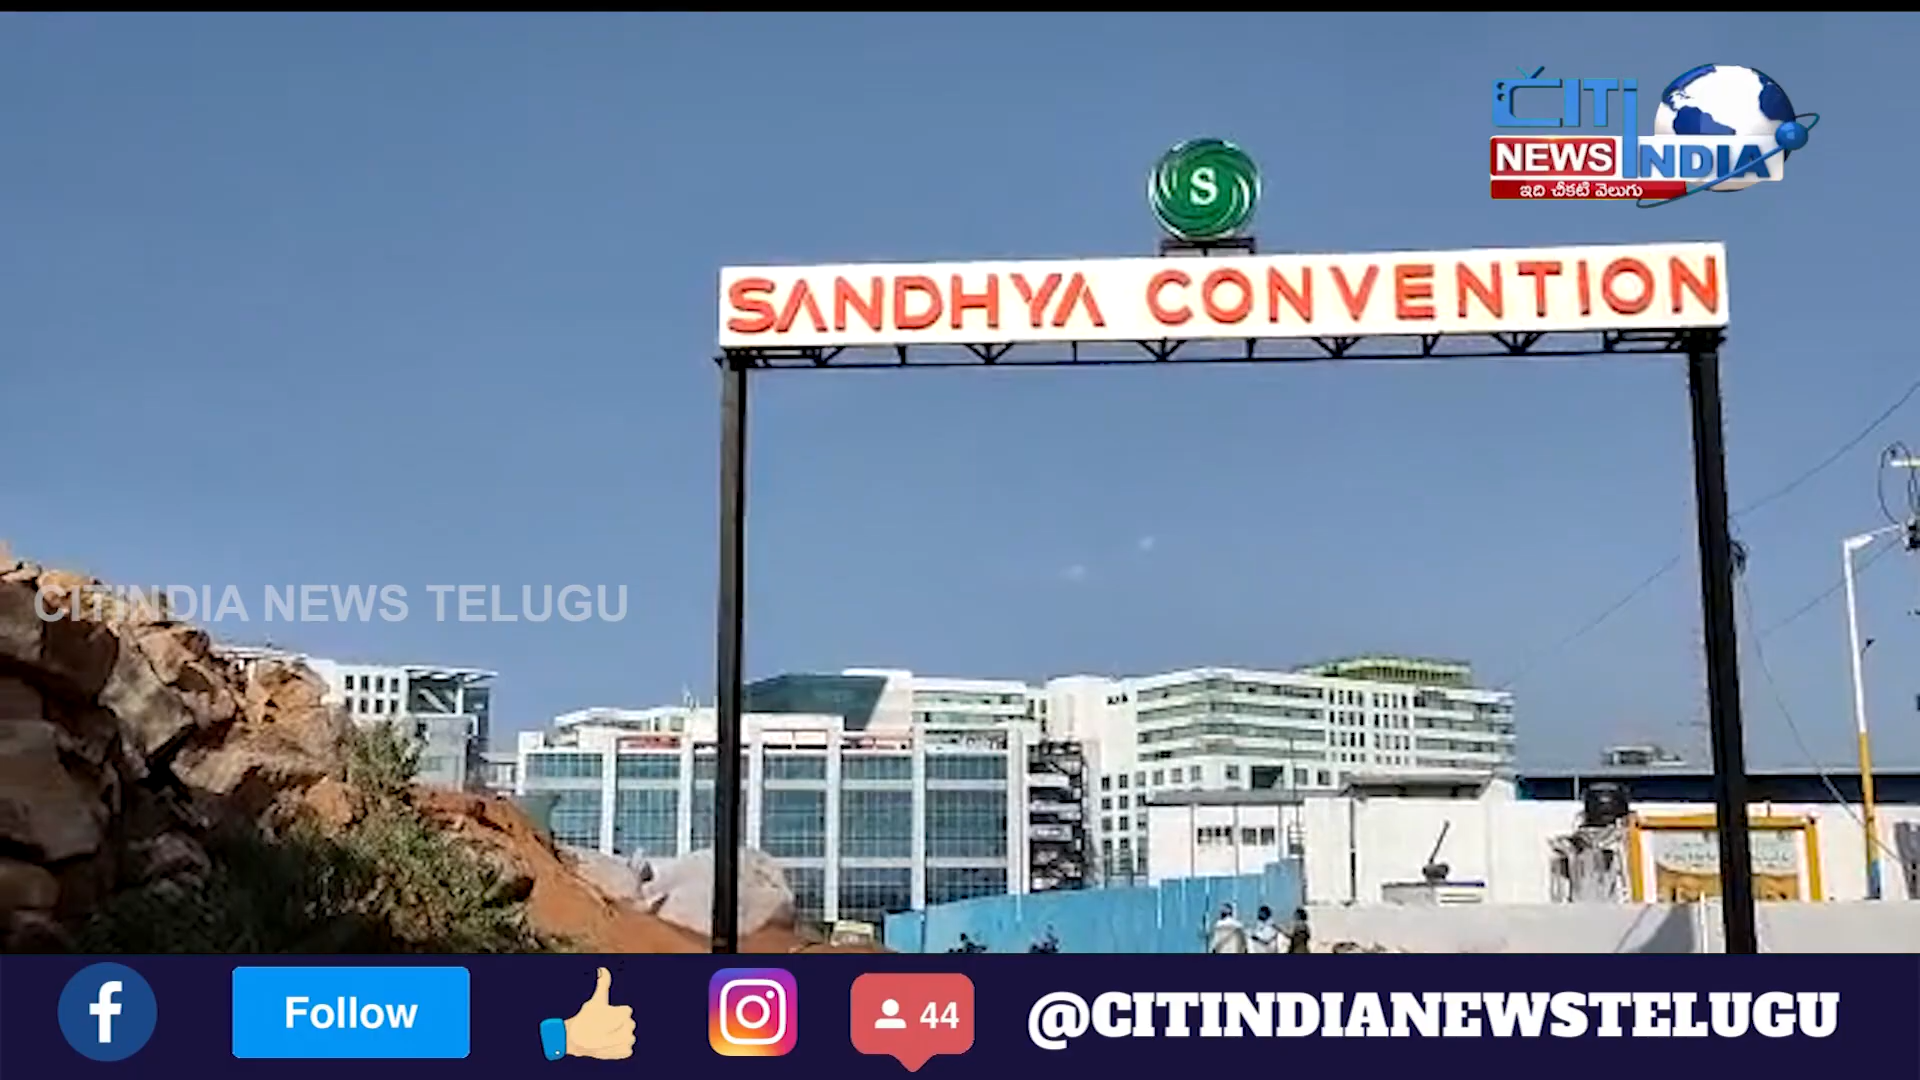 CITI
NEWS INDIA
ఇది చీకటి వెలుగు
S
SANDHYA CONVENTION
CITINDIA NEWS TELUGU
Follow
44
@CITINDIANEWSTELUGU